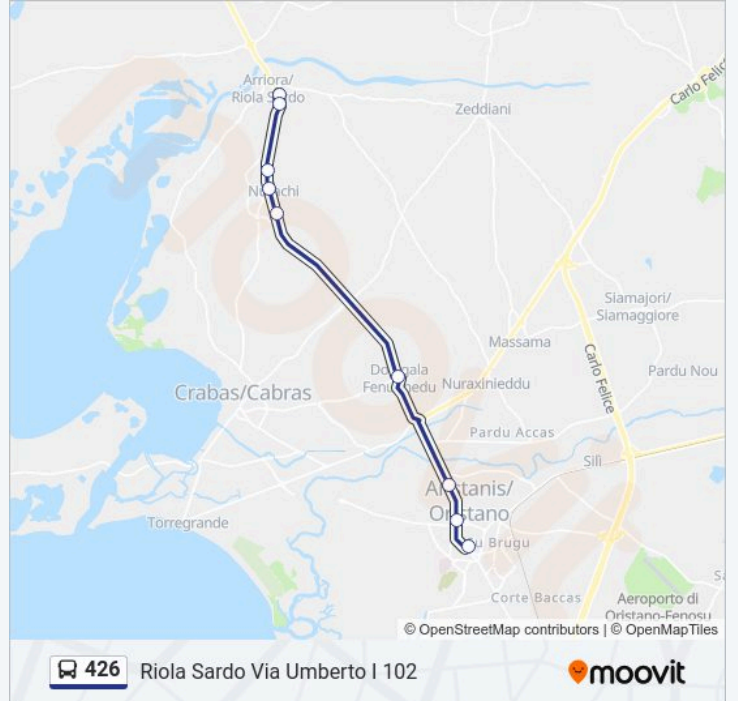 Carlo Felice
Arriora/
Riola Sardo
Zeddiani
Siamajori/
Siamaggiore
Massama
Carlo Felice
Pardu Nou
Nuraxinieddu
Crabas/Cabras
Pardu Accas
Silì
Oristano
Torregrande
Brugu
Corte Baccas
Aeroporto di
Oristano-Fenosu
© OpenStreetMap contributors | © OpenMapTiles
426 Riola Sardo Via Umberto I 102
moovit